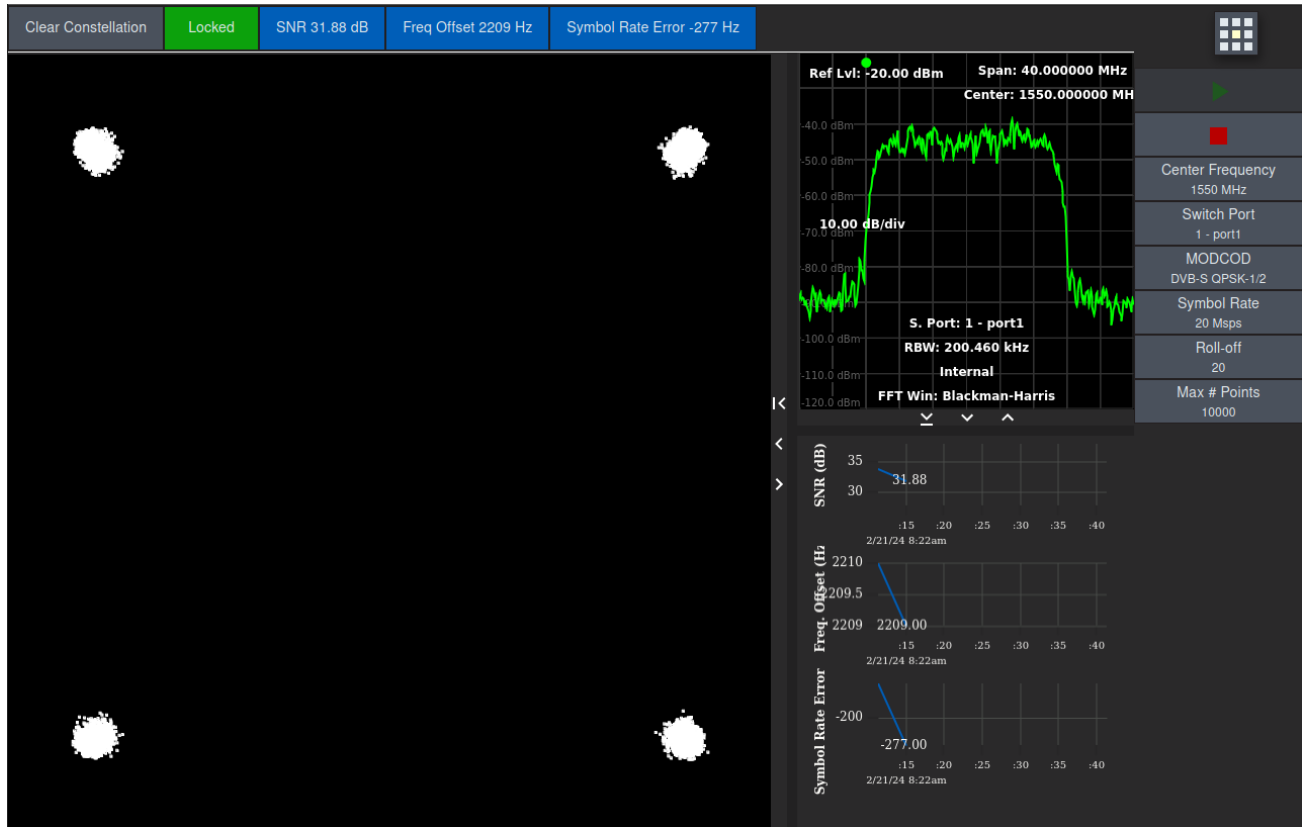 Clear Constellation
Locked
SNR 31.88 dB
Freq Offset 2209 Hz
Symbol Rate Error -277 Hz
Ref Lvl: -20.00 dBm
Span: 40.000000 MHz
Center: 1550.000000 MH
-40.0 dBm
-50.0 dBm
-60.0 dBm
10.00 dB/div
-70.0 dBm
-80.0 dBm
-100.0 dBm
-110.0 dBm
-120.0 dBm
S. Port: 1 - port1
RBW: 200.460 kHz
Internal
FFT Win: Blackman-Harris
SNR (dB)
35
30
31.88
:15 :20 :25 :30 :35 :40
2/21/24 8:22am
Freq. Offset (Hz
2210
2209.5
2209
2209.00
:15 :20 :25 :30 :35 :40
2/21/24 8:22am
Symbol Rate Error
-200
-277.00
:15 :20 :25 :30 :35 :40
2/21/24 8:22am
Center Frequency
1550 MHz
Switch Port
1 - port1
MODCOD
DVB-S QPSK-1/2
Symbol Rate
20 Msps
Roll-off
20
Max # Points
10000